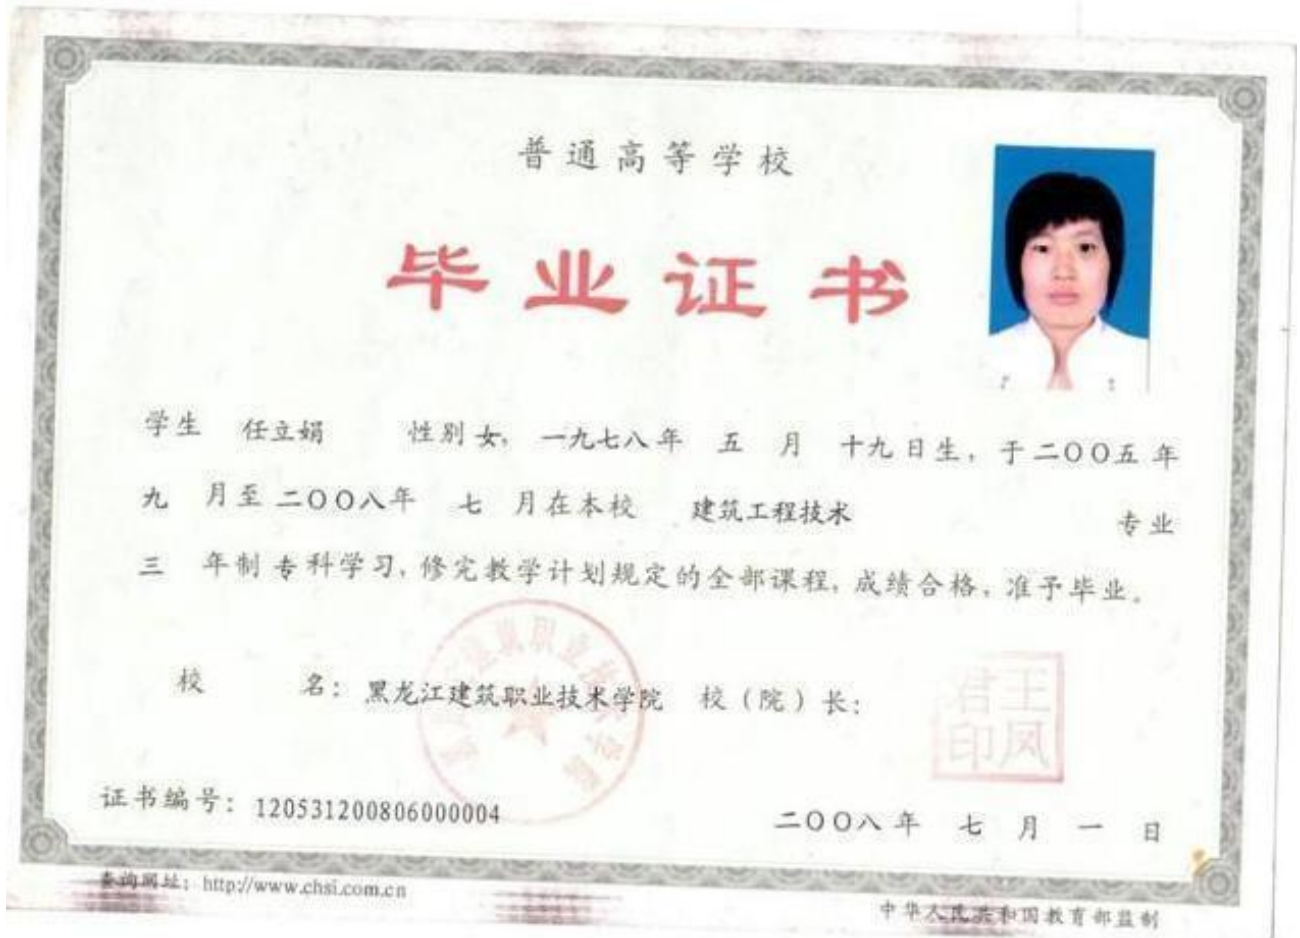 普通高等学校
毕业证书
学生 任立娟 性别 女, 一九七八年 五 月 十九日生, 于二〇〇五年
九 月至二〇〇八年 七 月在本校 建筑工程技术 专业
三 年制 专科学习, 修完教学计划规定的全部课程, 成绩合格, 准予毕业。
校 名: 黑龙江建筑职业技术学院 校（院）长:
王凤君印
证书编号: 120531200806000004
二〇〇八年 七 月 一 日
查询网址: http://www.chsi.com.cn
中华人民共和国教育部监制